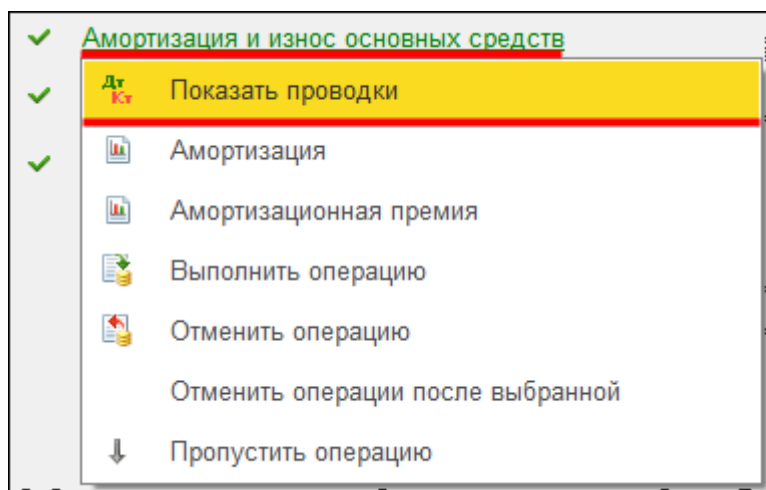 Амортизация и износ основных средств
Дт
Кт
Показать проводки
Амортизация
Амортизационная премия
Выполнить операцию
Отменить операцию
Отменить операции после выбранной
Пропустить операцию